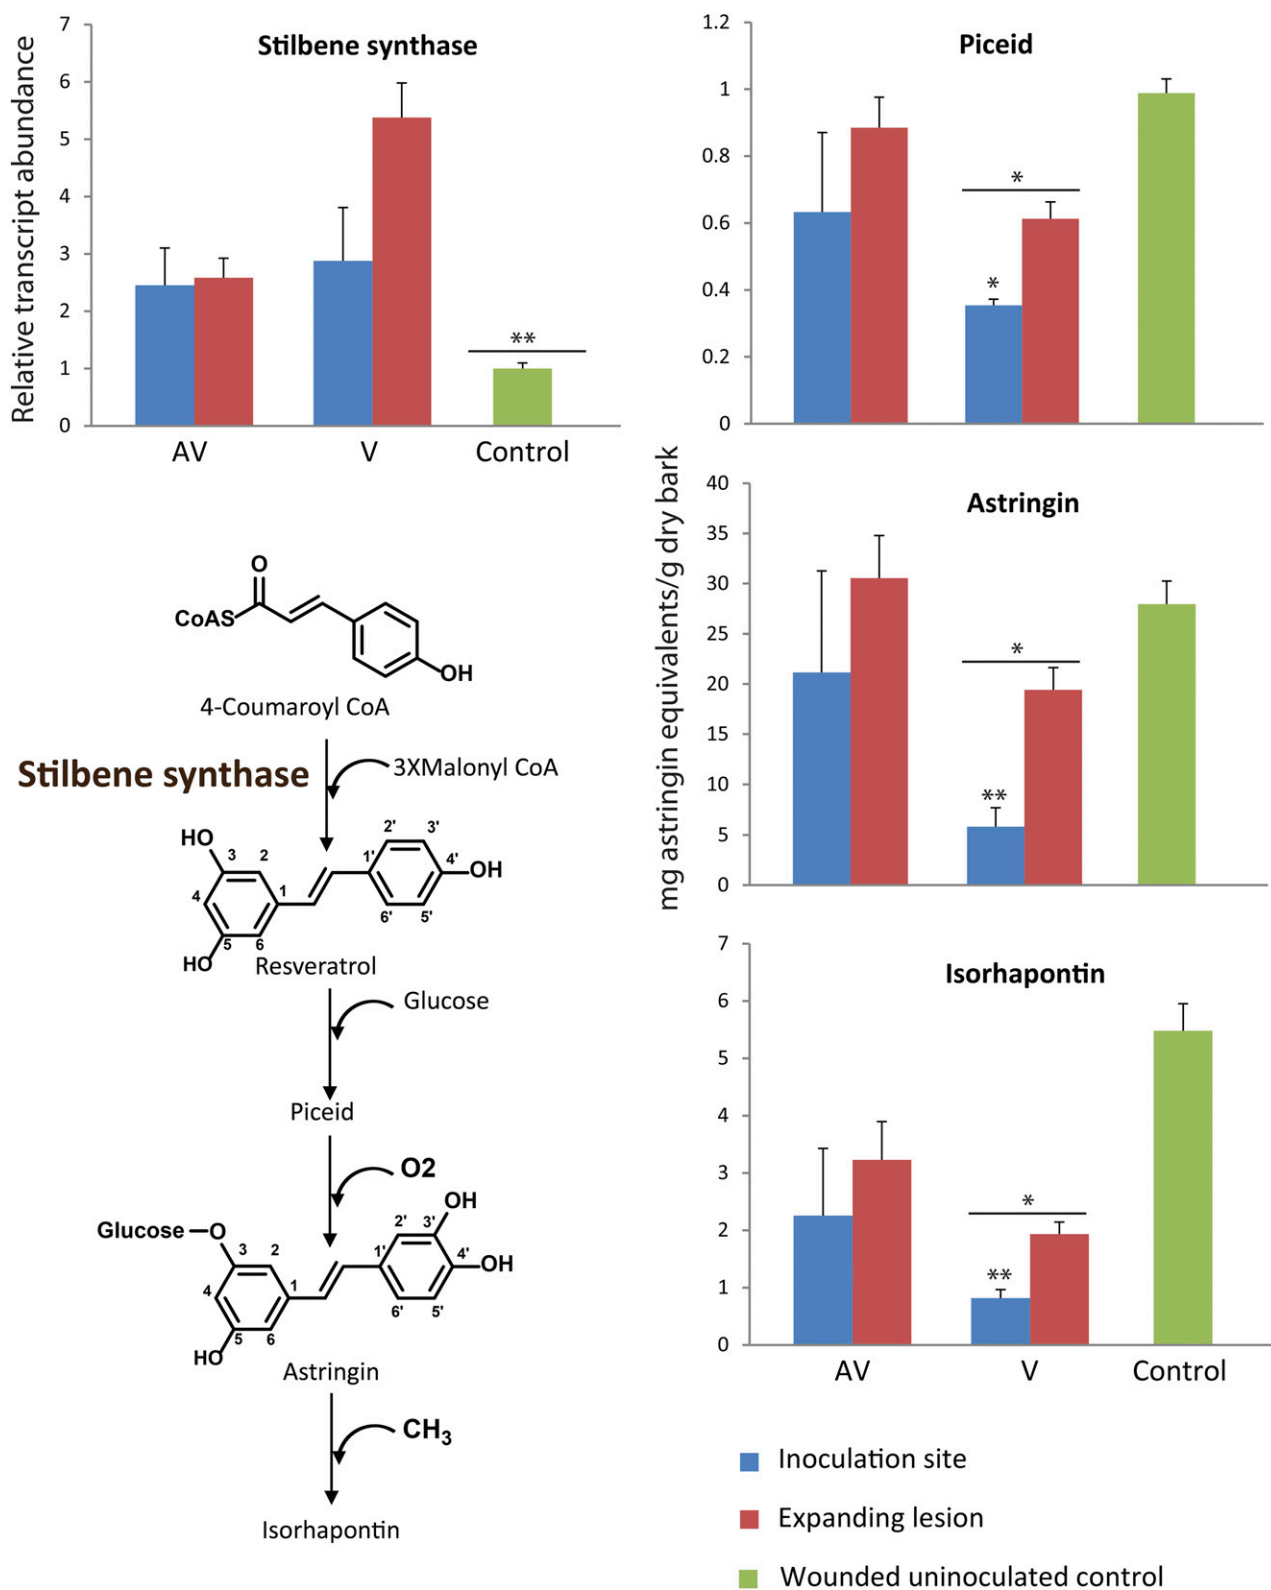 Stilbene synthase
Relative transcript abundance
7
6
5
4
3
2
1
0
**
AV V Control
Piceid
1.2
1
0.8
0.6
0.4
0.2
0
*
*
mg astringin equivalents/g dry bark
Astringin
40
35
30
25
20
15
10
5
0
*
**
Isorhapontin
7
6
5
4
3
2
1
0
*
**
AV V Control
Inoculation site
Expanding lesion
Wounded uninoculated control
O
CoAS
OH
4-Coumaroyl CoA
Stilbene synthase
3XMalonyl CoA
HO
3 2 2' 3'
4 1 1' 4' OH
5 6 6' 5'
HO
Resveratrol
Glucose
Piceid
O2
OH
Glucose O
3 2 2' 3'
4 1 1' 4' OH
5 6 6' 5'
HO
Astringin
CH3
Isorhapontin